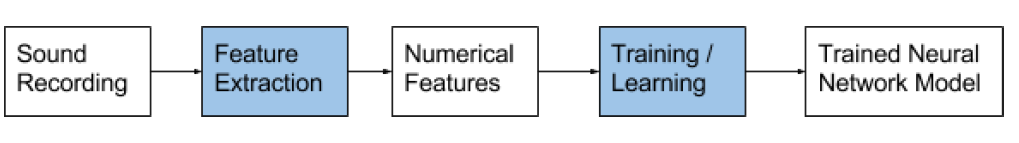 Sound
Recording
Feature
Extraction
Numerical
Features
Training /
Learning
Trained Neural
Network Model